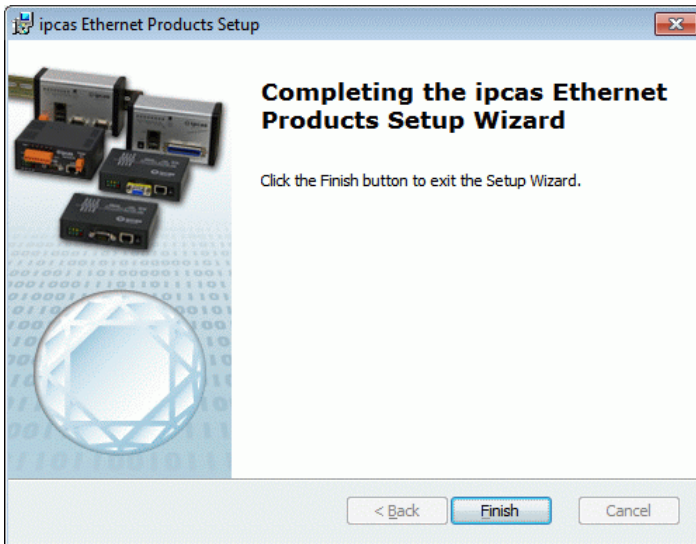 ipcas Ethernet Products Setup
Completing the ipcas Ethernet
Products Setup Wizard
Click the Finish button to exit the Setup Wizard.
< Back
Finish
Cancel